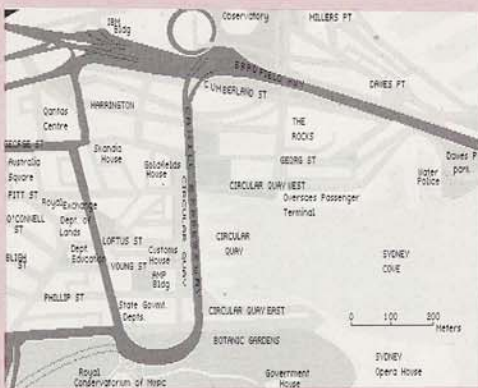 IBM
Bldg
Observatory
MILLERS PT
BRADFIELD HWY
CUMBERLAND ST
DAWES PT
HARRINGTON
Qantas
Centre
THE
ROCKS
GEORGE ST
Skandia
House
Goldfields
House
CAHILL EXPRESSWAY
CIRCULAR QUAY
GEORG ST
Dawes P
park.
Water
Police
Australia
Square
PITT ST
Royal Exchange
CIRCULAR QUAY WEST
Overseas Passenger
Terminal
O'CONNELL
ST
Dept. of
Lands
LOFTUS ST
Customs
House
CIRCULAR
QUAY
Dept
Education
BLIGH
ST
YOUNG ST
AMP
Bldg
SYDNEY
COVE
PHILLIP ST
State Govmt.
Depts.
CIRCULAR QUAY EAST
0 100 200
Meters
BOTANIC GARDENS
Royal
Conservatorium of Music
Government
House
SYDNEY
Opera House